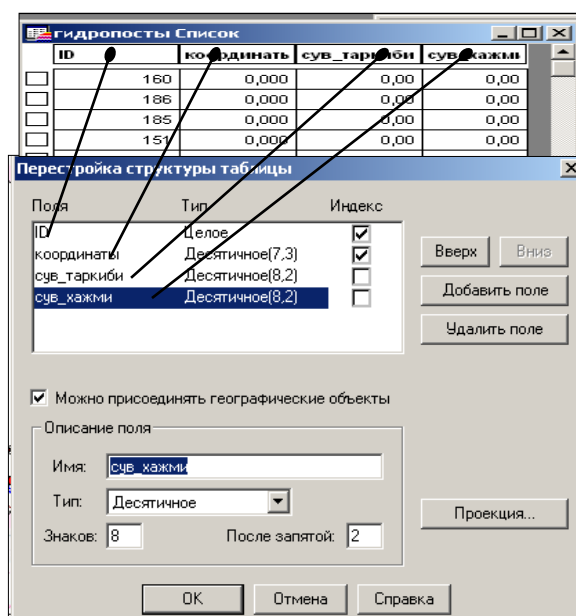 гидропосты Список
ID координать сув_таркиби сув_хажмı
160 0,000 0,00 0,00
186 0,000 0,00 0,00
185 0,000 0,00 0,00
151 0,000 0,00 0,00
Перестройка структуры таблицы
Поля Тип Индекс
ID Целое
координаты Десятичное(7,3)
сув_таркиби Десятичное(8,2)
сув_хажми Десятичное(8,2)
Вверх Вниз
Добавить поле
Удалить поле
Можно присоединять географические объекты
Описание поля
Имя: сув_хажми
Тип: Десятичное
Знаков: 8 После запятой: 2
Проекция...
OK Отмена Справка